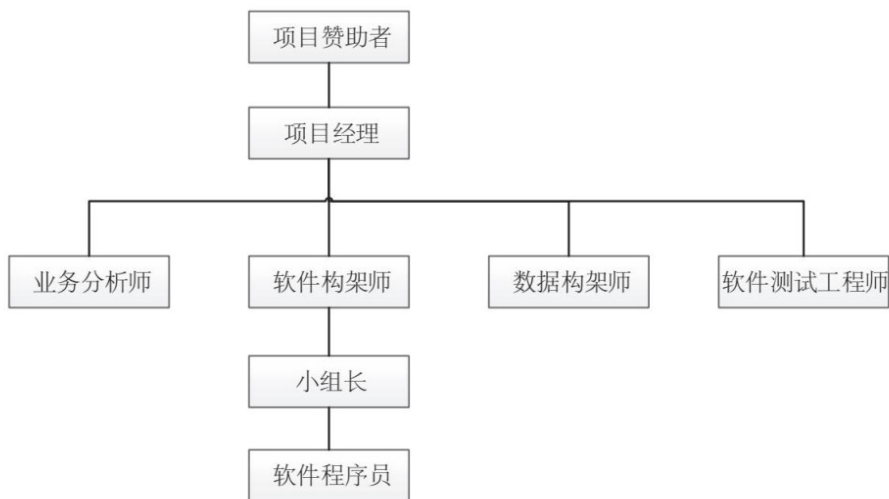 项目赞助者
项目经理
业务分析师
软件构架师
数据构架师
软件测试工程师
小组长
软件程序员